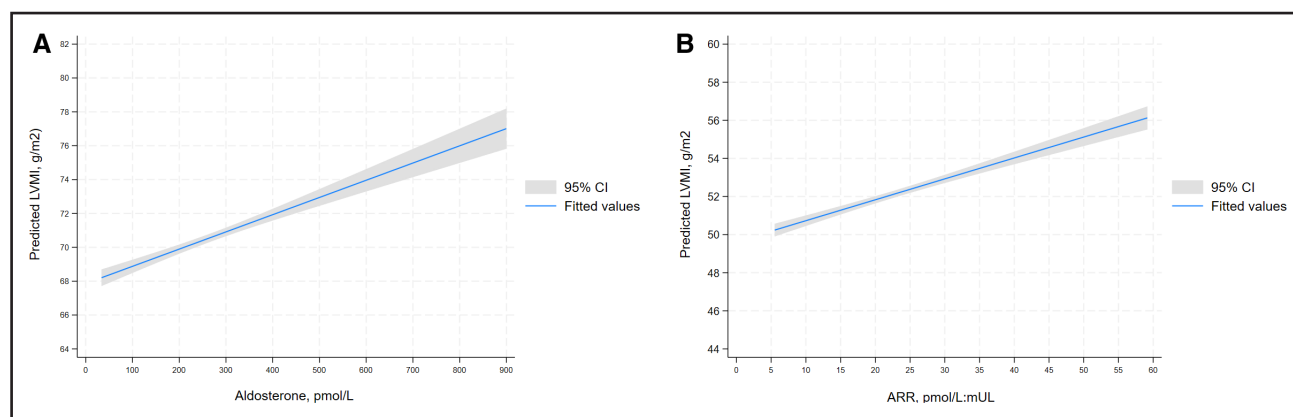 A
Predicted LVMI, g/m2)
82
80
78
76
74
72
70
68
66
64
0 100 200 300 400 500 600 700 800 900
Aldosterone, pmol/L
95% CI
Fitted values
B
Predicted LVMI, g/m2
60
58
56
54
52
50
48
46
44
0 5 10 15 20 25 30 35 40 45 50 55 60
ARR, pmol/L:mUL
95% CI
Fitted values